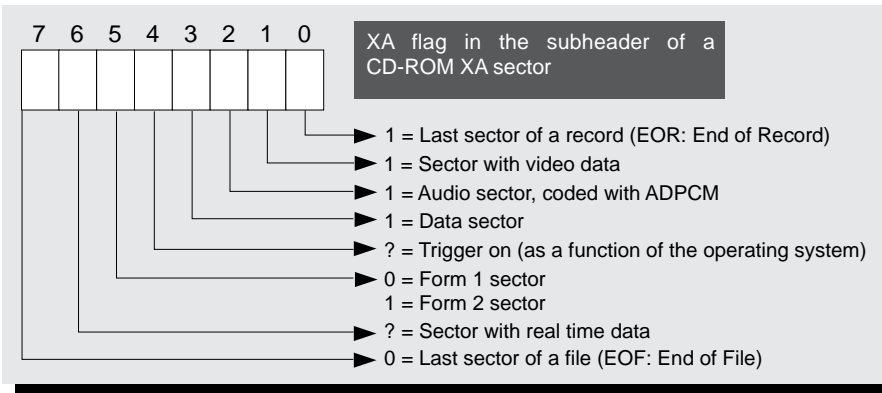 7 6 5 4 3 2 1 0
XA flag in the subheader of a
CD-ROM XA sector
1 = Last sector of a record (EOR: End of Record)
1 = Sector with video data
1 = Audio sector, coded with ADPCM
1 = Data sector
? = Trigger on (as a function of the operating system)
0 = Form 1 sector
1 = Form 2 sector
? = Sector with real time data
0 = Last sector of a file (EOF: End of File)